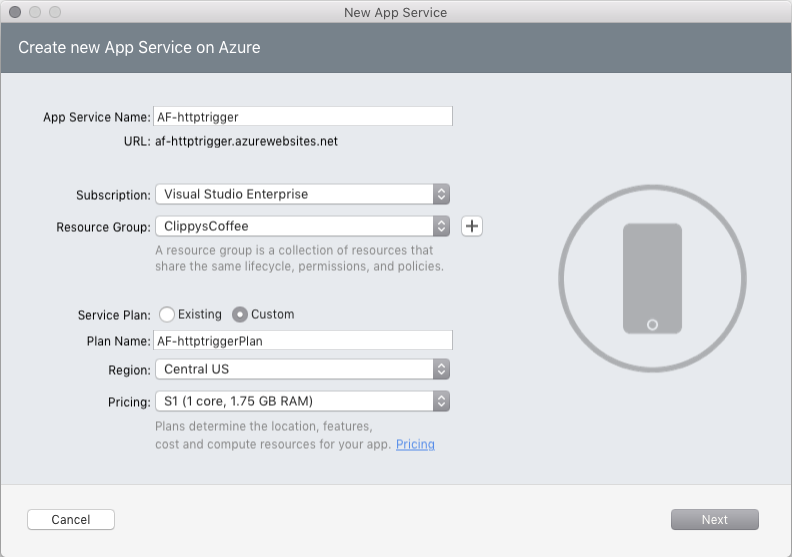 New App Service
Create new App Service on Azure
App Service Name: AF-httptrigger
URL: af-httptrigger.azurewebsites.net
Subscription: Visual Studio Enterprise
Resource Group: ClippysCoffee
A resource group is a collection of resources that
share the same lifecycle, permissions, and policies.
Service Plan: Existing Custom
Plan Name: AF-httptriggerPlan
Region: Central US
Pricing: S1 (1 core, 1.75 GB RAM)
Plans determine the location, features,
cost and compute resources for your app. Pricing
Cancel Next